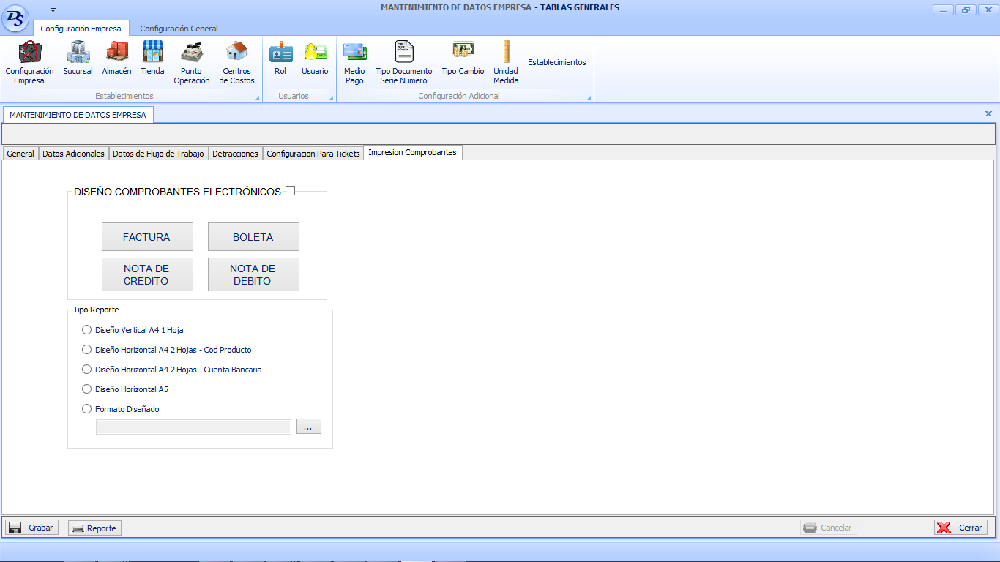 MANTENIMIENTO DE DATOS EMPRESA - TABLAS GENERALES
DS
Configuración Empresa
Configuración General
Configuración
Empresa
Sucursal
Almacén
Tienda
Punto
Operación
Centros
de Costos
Rol
Usuario
Medio
Pago
Tipo Documento
Serie Numero
Tipo Cambio
Unidad
Medida
Establecimientos
Establecimientos
Usuarios
Configuración Adicional
MANTENIMIENTO DE DATOS EMPRESA
General
Datos Adicionales
Datos de Flujo de Trabajo
Detracciones
Configuracion Para Tickets
Impresion Comprobantes
DISEÑO COMPROBANTES ELECTRÓNICOS
FACTURA
BOLETA
NOTA DE
CREDITO
NOTA DE
DEBITO
Tipo Reporte
Diseño Vertical A4 1 Hoja
Diseño Horizontal A4 2 Hojas - Cod Producto
Diseño Horizontal A4 2 Hojas - Cuenta Bancaria
Diseño Horizontal A5
Formato Diseñado
...
Grabar
Reporte
Cancelar
Cerrar